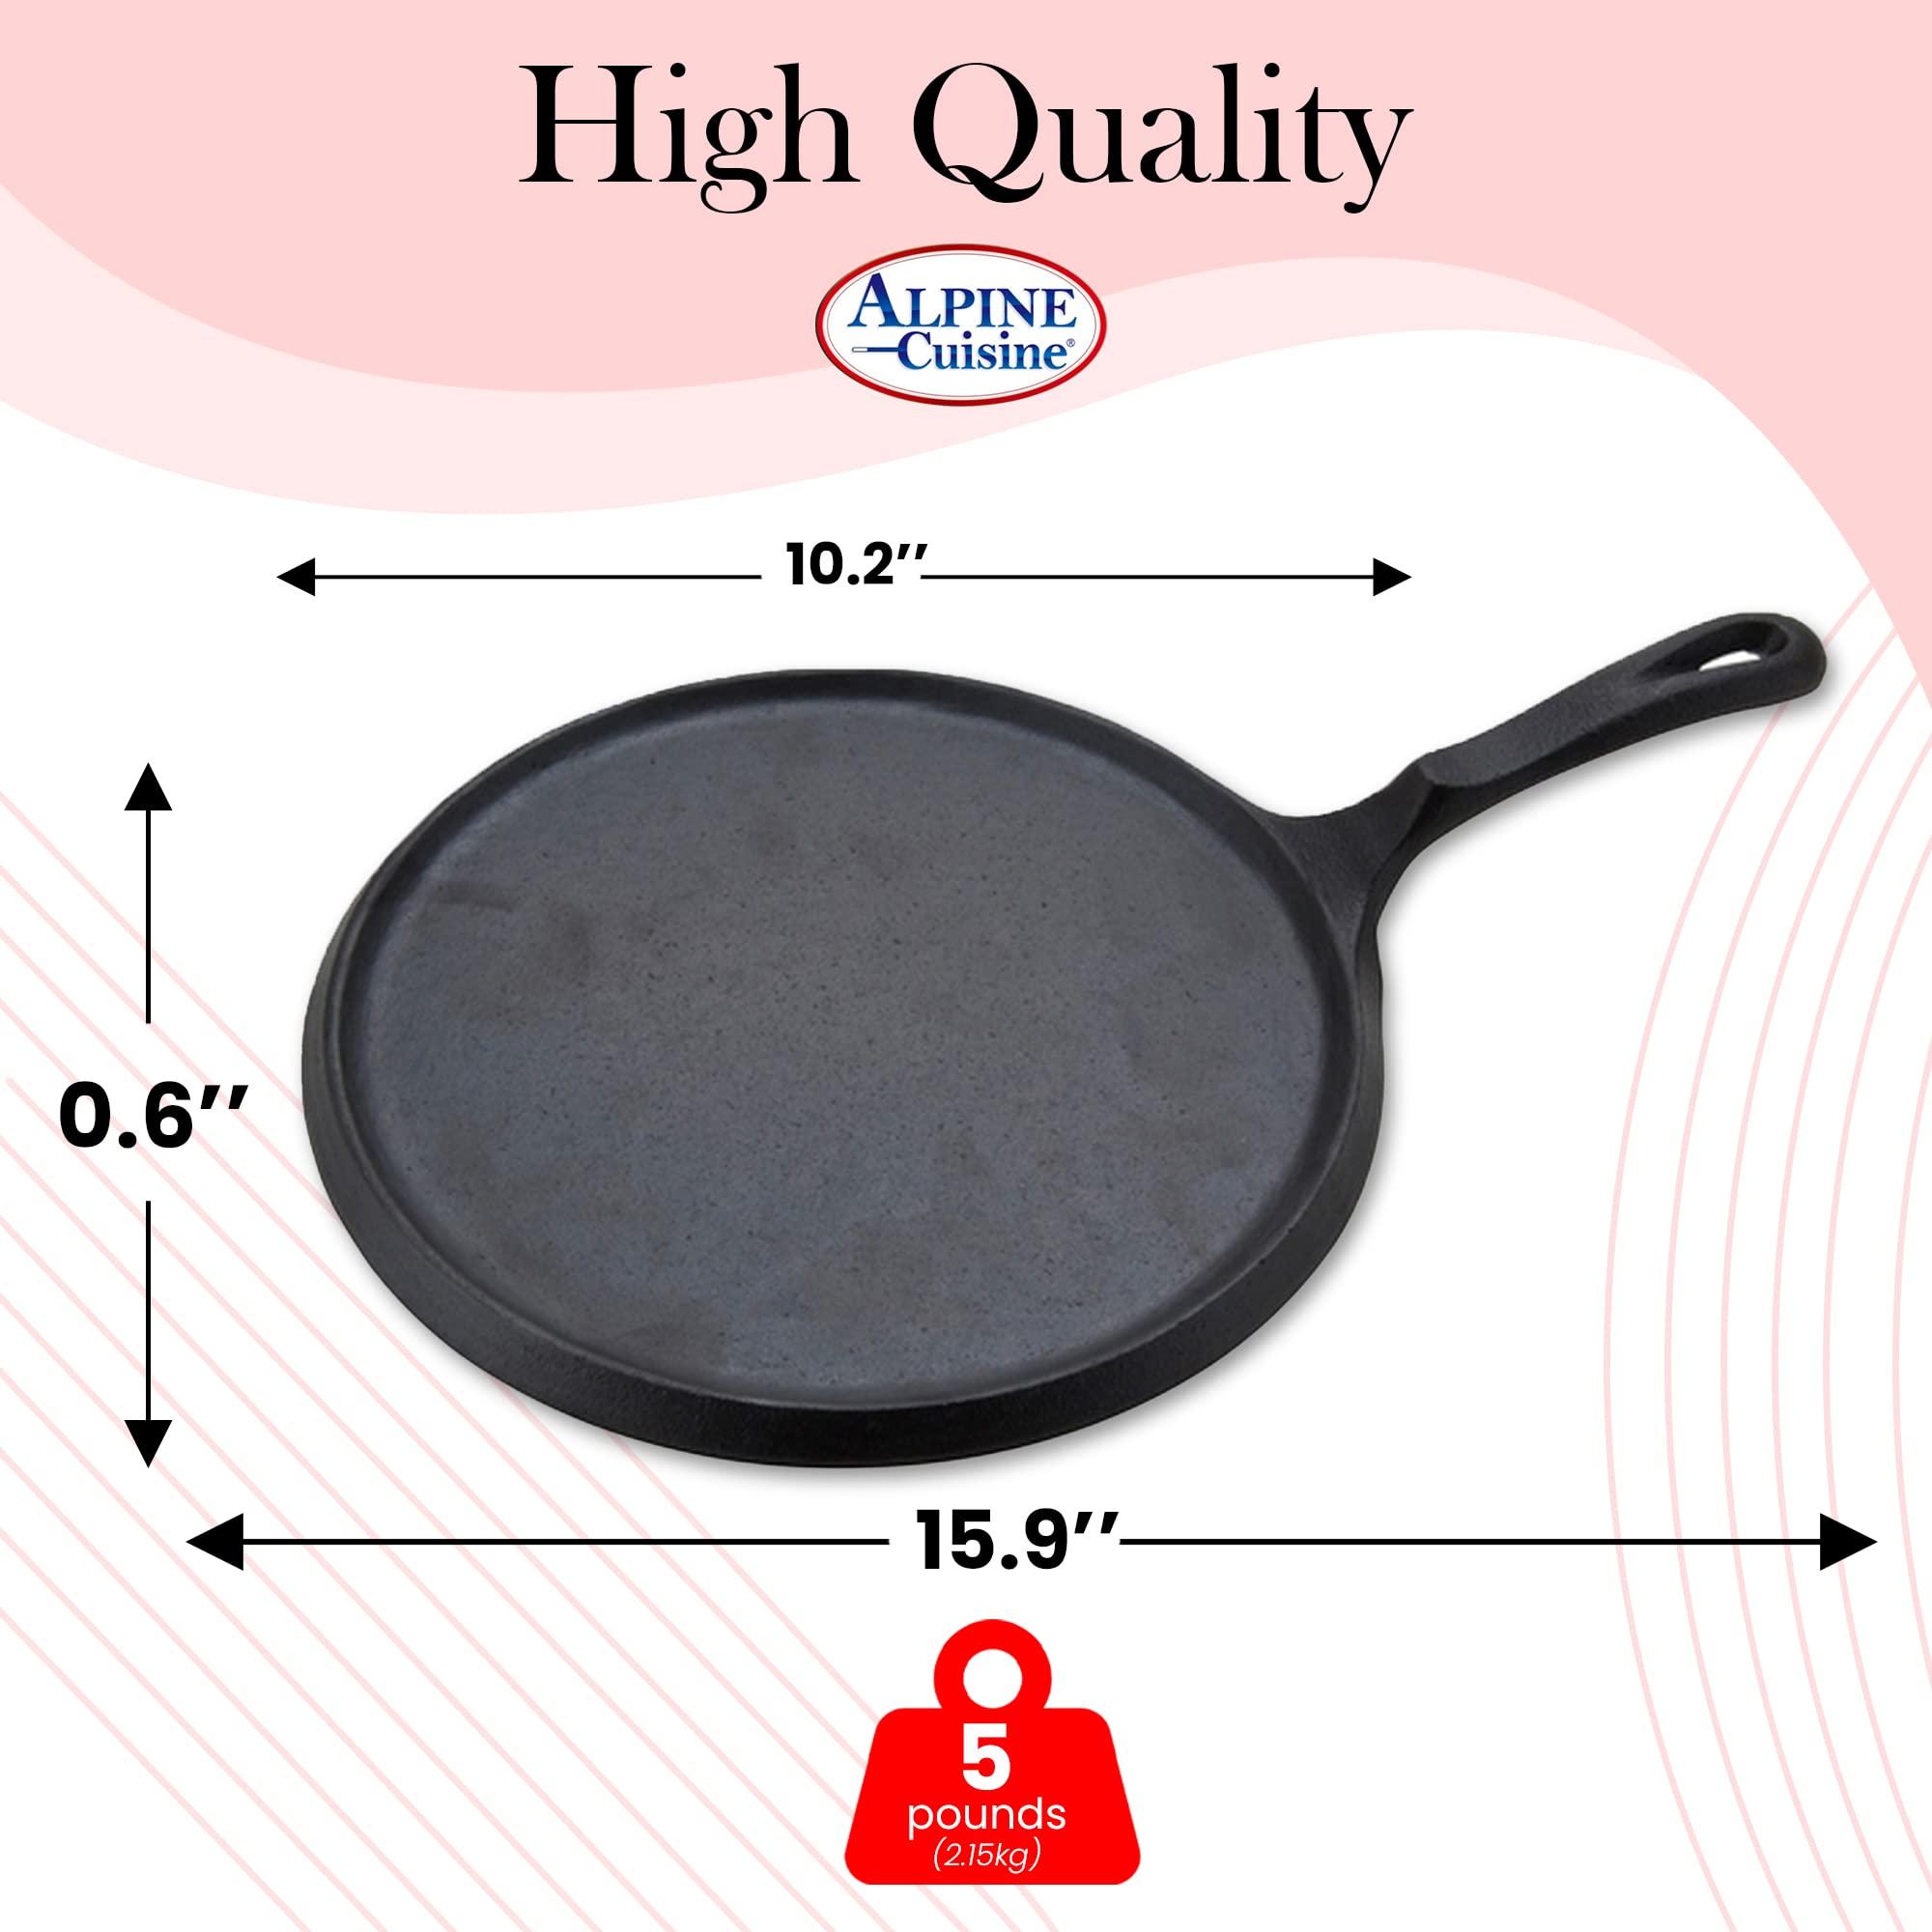 High Quality
ALPINE
Cuisine®
10.2’’
0.6’’
15.9’’
5
pounds
(2.15kg)